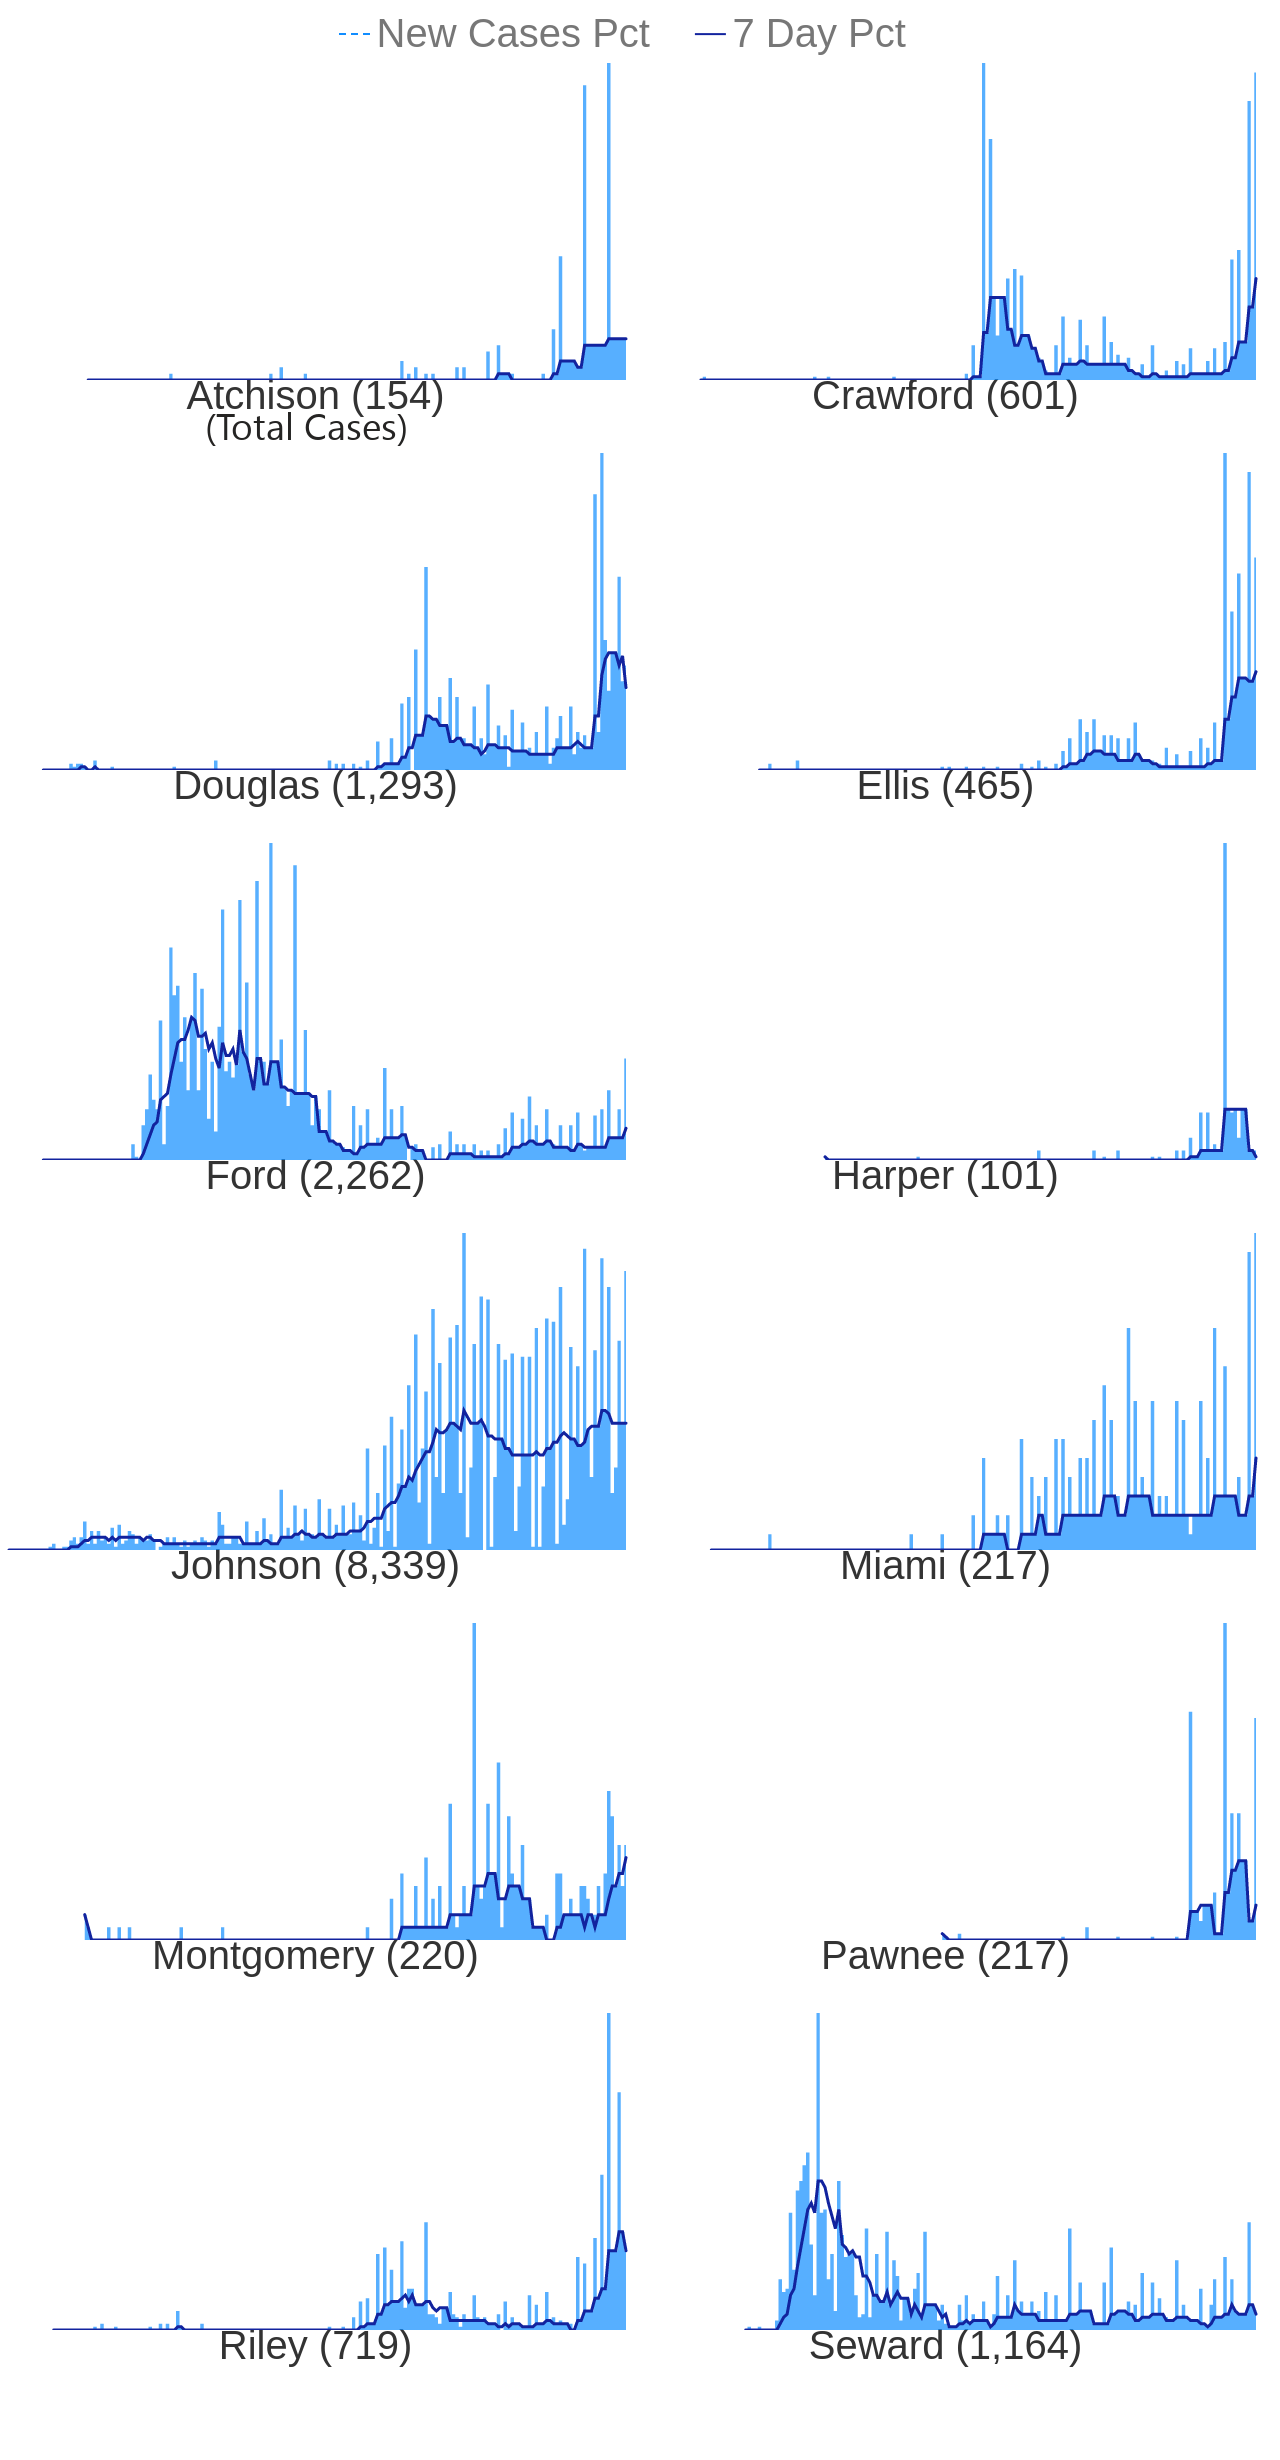 New Cases Pct 7 Day Pct
Atchison (154) Crawford (601)
(Total Cases)
Douglas (1,293) Ellis (465)
Ford (2,262) Harper (101)
Johnson (8,339) Miami (217)
Montgomery (220) Pawnee (217)
Riley (719) Seward (1,164)